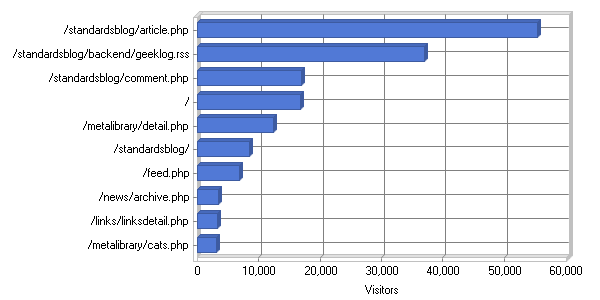 /standardsblog/article.php
/standardsblog/backend/geeklog.rss
/standardsblog/comment.php
/
/metalibrary/detail.php
/standardsblog/
/feed.php
/news/archive.php
/links/linksdetail.php
/metalibrary/cats.php
0 10,000 20,000 30,000 40,000 50,000 60,000
Visitors